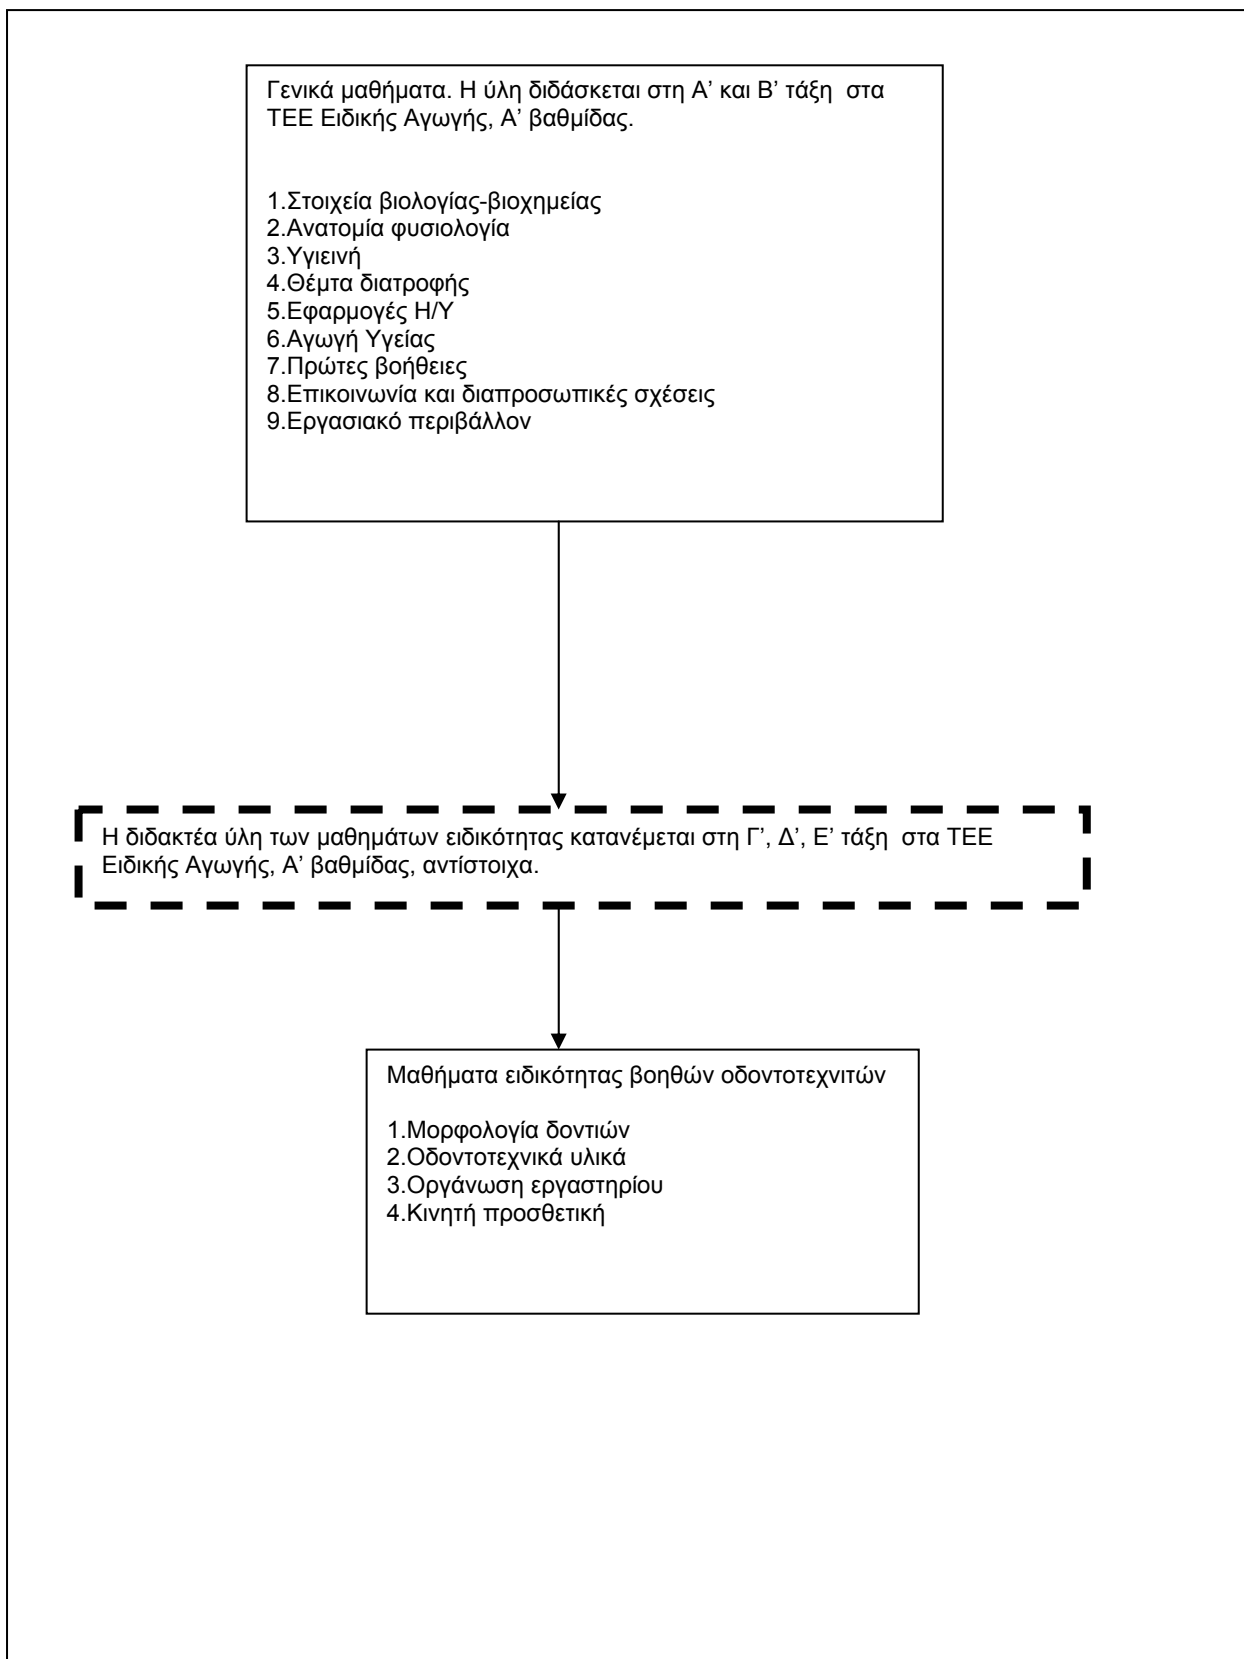 Γενικά μαθήματα. Η ύλη διδάσκεται στη Α’ και Β’ τάξη  στα
ΤΕΕ Ειδικής Αγωγής, Α’ βαθμίδας.
1.Στοιχεία βιολογίας-βιοχημείας
2.Ανατομία φυσιολογία
3.Υγιεινή
4.Θέμτα διατροφής
5.Εφαρμογές Η/Υ
6.Αγωγή Υγείας
7.Πρώτες βοήθειες
8.Επικοινωνία και διαπροσωπικές σχέσεις
9.Εργασιακό περιβάλλον
Η διδακτέα ύλη των μαθημάτων ειδικότητας κατανέμεται στη Γ’, Δ’, Ε’ τάξη  στα ΤΕΕ
Ειδικής Αγωγής, Α’ βαθμίδας, αντίστοιχα.
Μαθήματα ειδικότητας βοηθών οδοντοτεχνιτών
1.Μορφολογία δοντιών
2.Οδοντοτεχνικά υλικά
3.Οργάνωση εργαστηρίου
4.Κινητή προσθετική